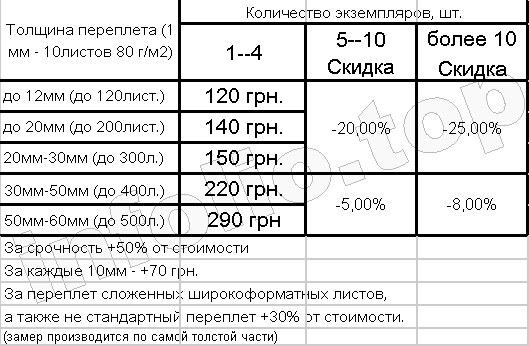 Толщина переплета (1 мм - 10листов 80 г/м2)
Количество экземпляров, шт.
1--4
5--10 Скидка
более 10 Скидка
до 12мм (до 120лист.) 120 грн.
до 20мм (до 200лист.) 140 грн. -20,00% -25,00%
20мм-30мм (до 300л.) 150 грн.
30мм-50мм (до 400л.) 220 грн.
-5,00% -8,00%
50мм-60мм (до 500л.) 290 грн
За срочность +50% от стоимости
За каждые 10мм - +70 грн.
За переплет сложенных широкоформатных листов,
а также не стандартный переплет +30% от стоимости.
(замер производится по самой толстой части)
infolio.top